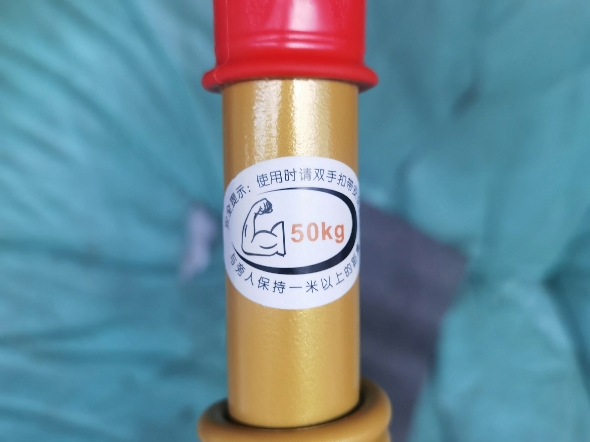 提示：使用时请双手扣带
50kg
与旁人保持一米以上的距